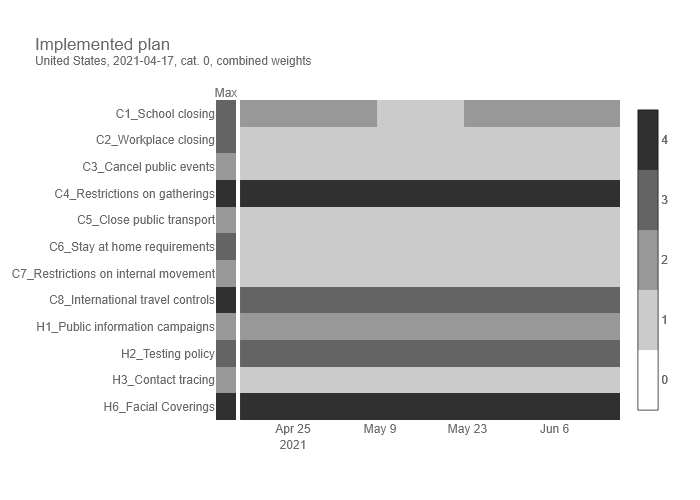 Implemented plan
United States, 2021-04-17, cat. 0, combined weights
Max
C1_School closing
C2_Workplace closing
C3_Cancel public events
C4_Restrictions on gatherings
C5_Close public transport
C6_Stay at home requirements
C7_Restrictions on internal movement
C8_International travel controls
H1_Public information campaigns
H2_Testing policy
H3_Contact tracing
H6_Facial Coverings
Apr 25
2021
May 9
May 23
Jun 6
4
3
2
1
0